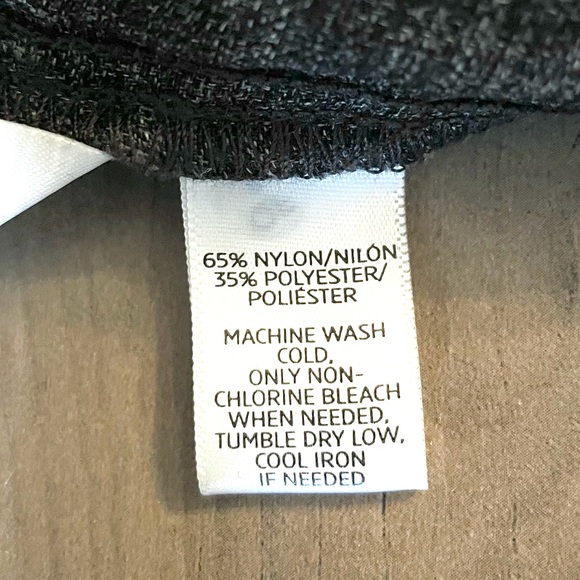 65% NYLON/NILÓN
35% POLYESTER/
POLIÉSTER
MACHINE WASH
COLD,
ONLY NON-
CHLORINE BLEACH
WHEN NEEDED,
TUMBLE DRY LOW,
COOL IRON
IF NEEDED